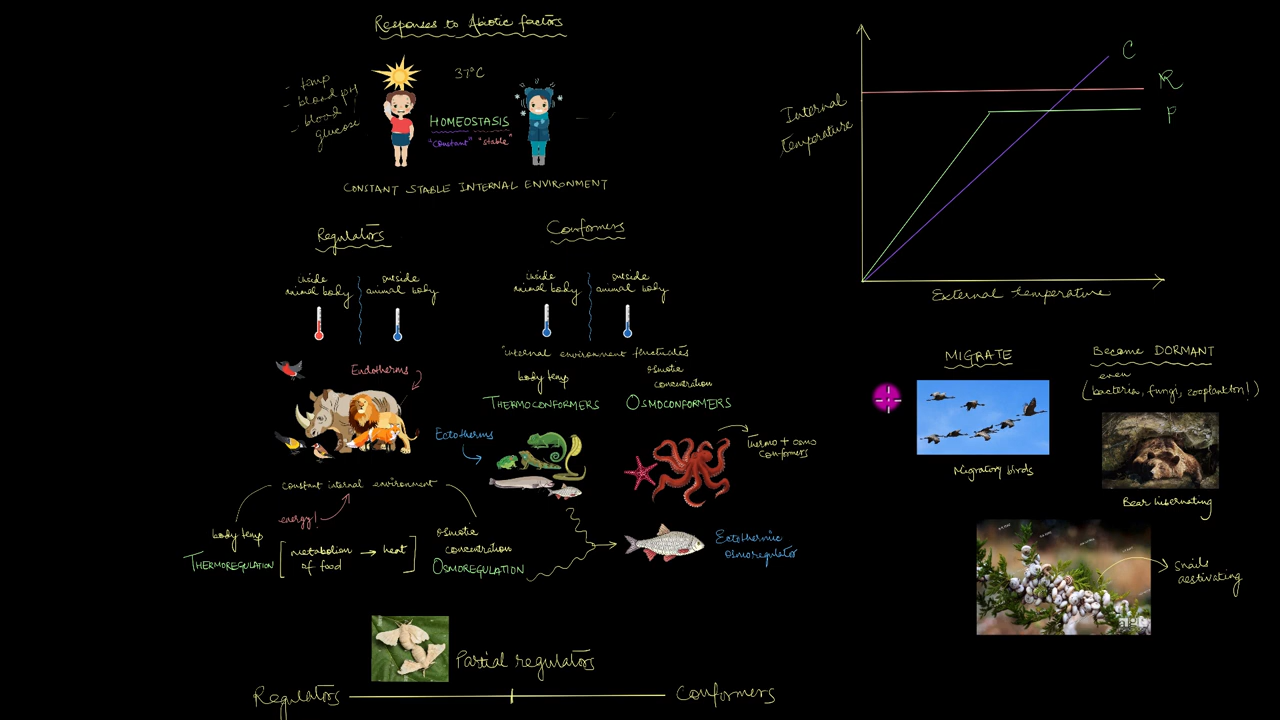 Responses to Abiotic factors
- temp
- blood pH
- blood
glucose
37°C
HOMEOSTASIS
"constant" "stable"
CONSTANT STABLE INTERNAL ENVIRONMENT
Regulators
inside
animal body
outside
animal body
Endotherms
constant internal environment
energy!
body temp
THERMOREGULATION
metabolism
of food
→ heat
osmotic
concentration
OSMOREGULATION
Conformers
inside
animal body
outside
animal body
"internal environment fluctuates
body temp
THERMOCONFORMERS
osmotic
concentration
OSMOCONFORMERS
Ectotherms
Thermo + osmo
conformers
Ectothermic
osmoregulator
Partial regulators
Regulators
Conformers
Internal
temperature
C
R
P
External temperature
MIGRATE
Migratory birds
Become DORMANT
even
(bacteria, fungi, zooplankton!)
Bear hibernating
snails
aestivating